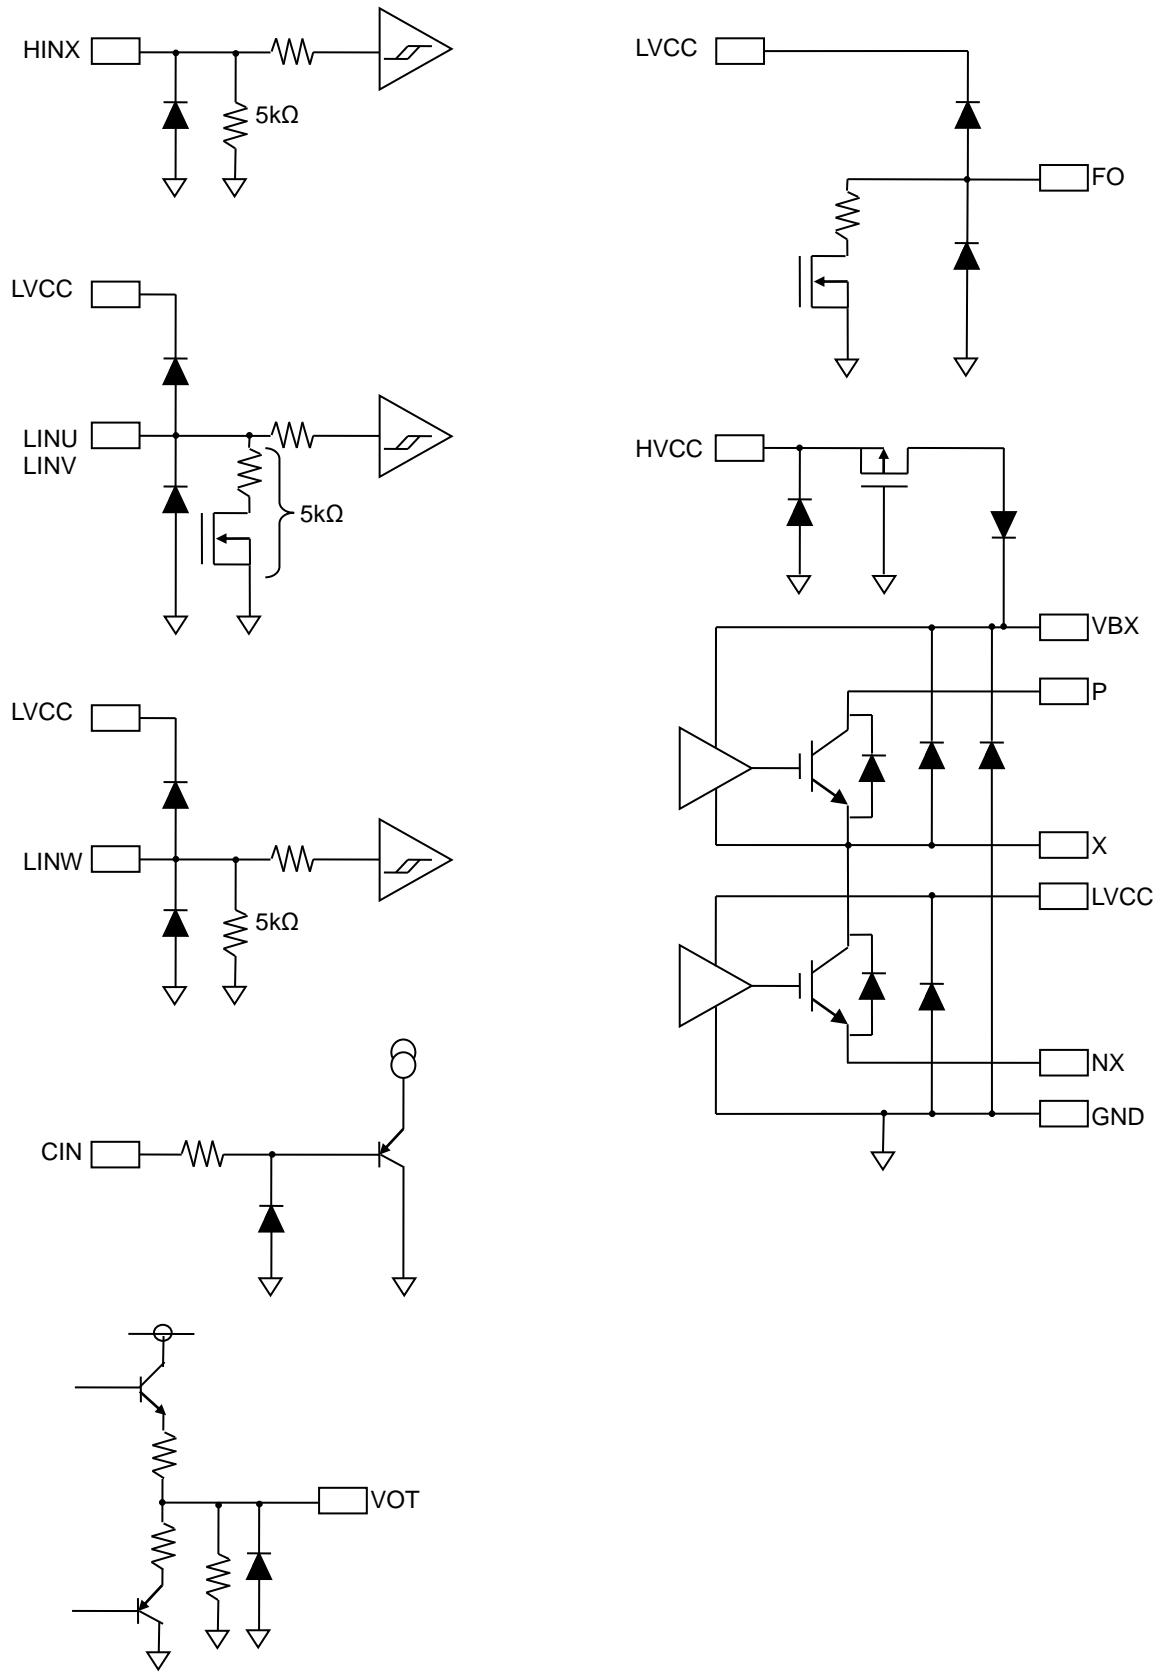 HINX
5kΩ
LVCC
LINU
LINV
5kΩ
LVCC
LINW
5kΩ
CIN
VOT
LVCC
FO
HVCC
VBX
P
X
LVCC
NX
GND